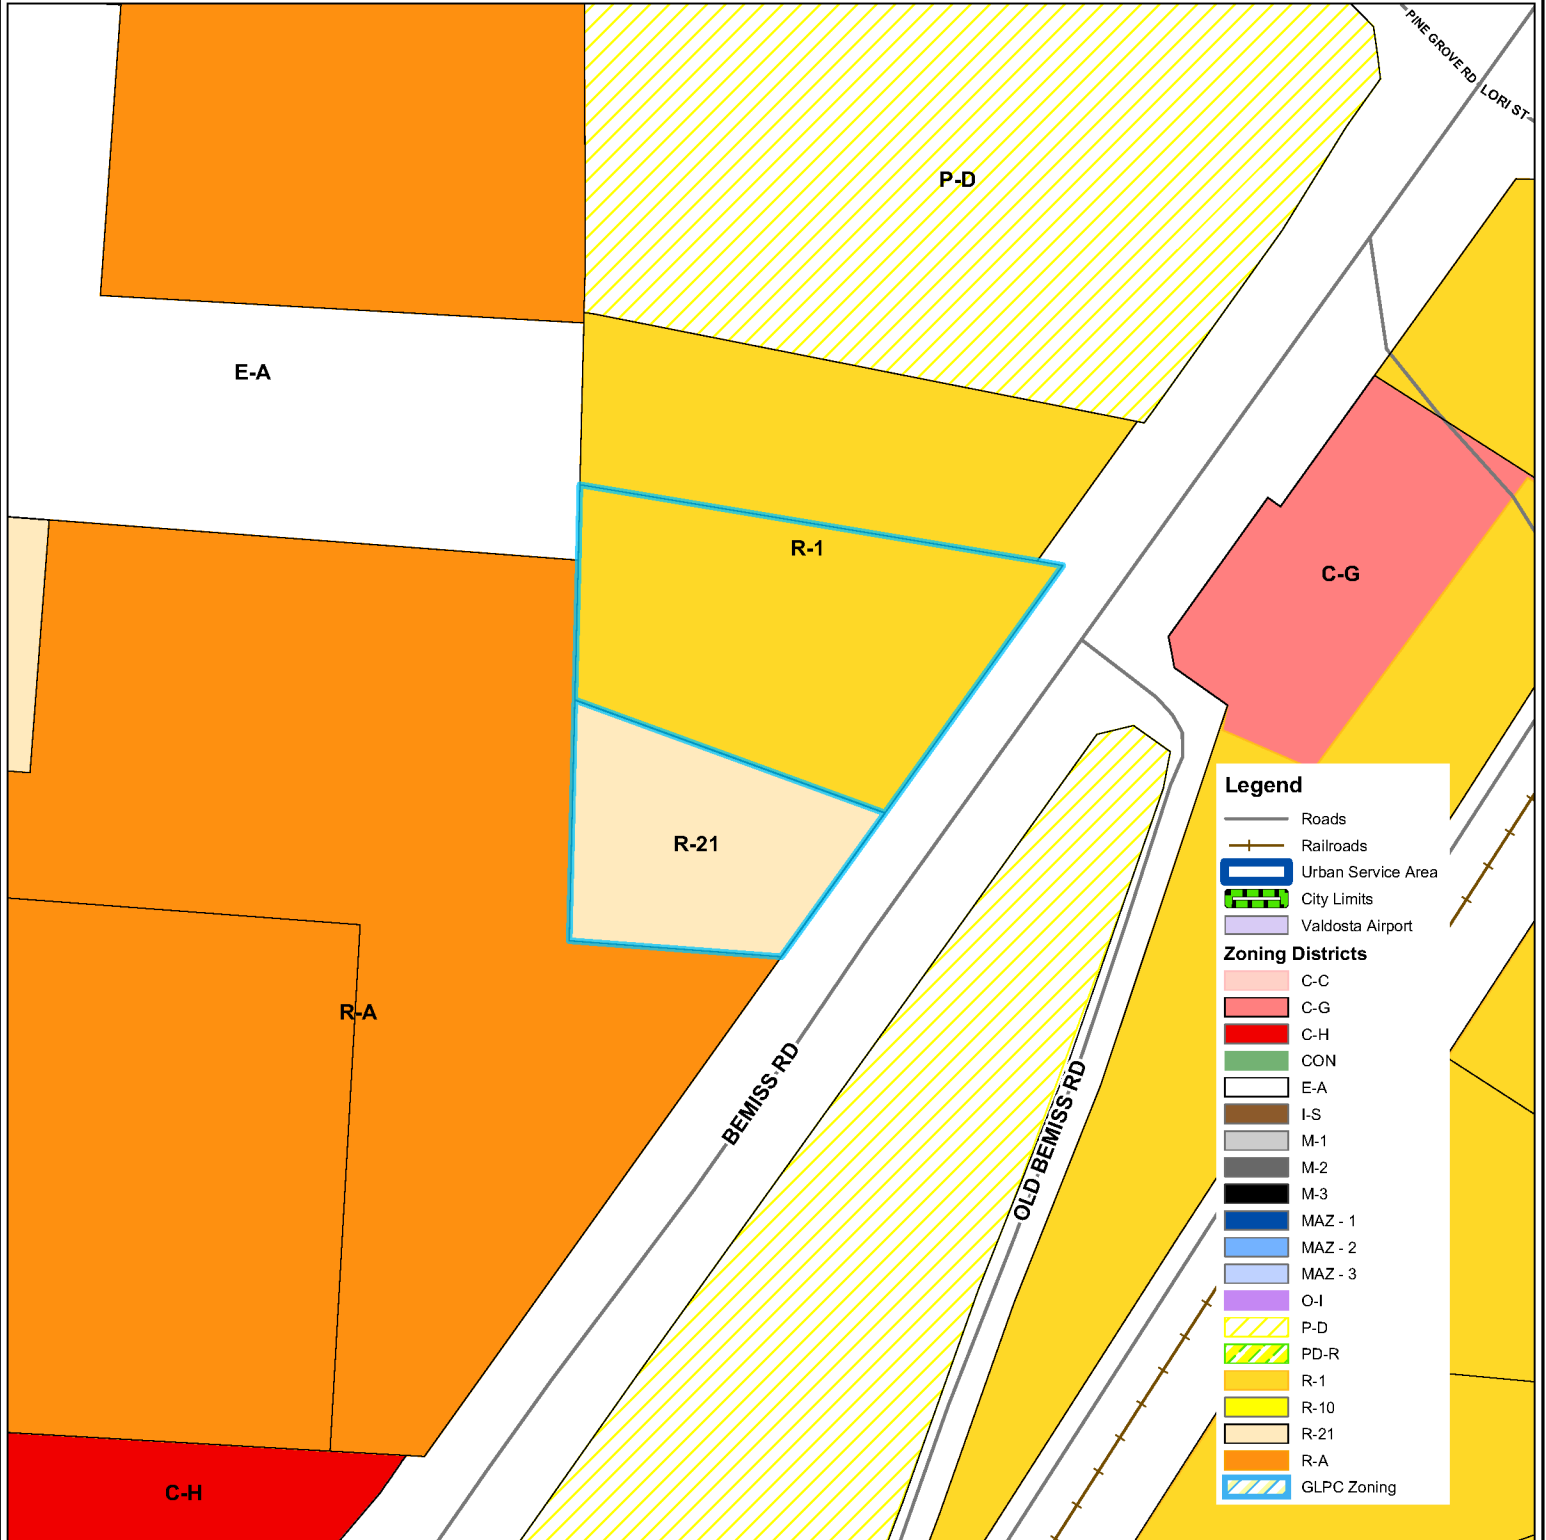 PINE GROVE RD
LORI ST
P-D
E-A
R-1
C-G
R-21
R-A
BEMISS RD
OLD BEMISS RD
C-H
Legend
Roads
Railroads
Urban Service Area
City Limits
Valdosta Airport
Zoning Districts
C-C
C-G
C-H
CON
E-A
I-S
M-1
M-2
M-3
MAZ - 1
MAZ - 2
MAZ - 3
O-I
P-D
PD-R
R-1
R-10
R-21
R-A
GLPC Zoning